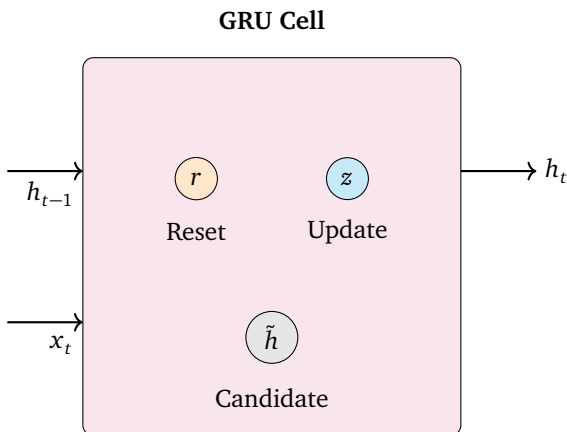 GRU Cell
r
z
h_t
h_{t−1}
Reset
Update
x_t
h̃
Candidate